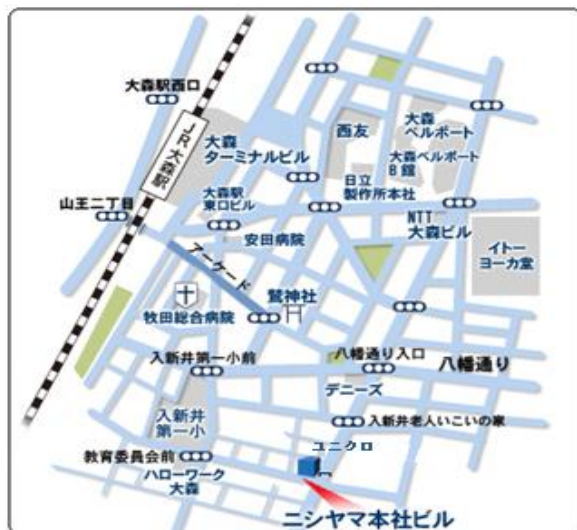 大森駅西口
JR大森駅
大森
ターミナルビル
西友
大森
ベルポート
大森ベルポート
B館
日立
製作所本社
大森駅
東口ビル
山王二丁目
NTT
大森ビル
安田病院
イトー
ヨーカ堂
アーケード
鷲神社
牧田総合病院
入新井第一小前
八幡通り入口
八幡通り
デニーズ
入新井
第一小
入新井老人いこいの家
ユニクロ
教育委員会前
ハローワーク
大森
ニシヤマ本社ビル